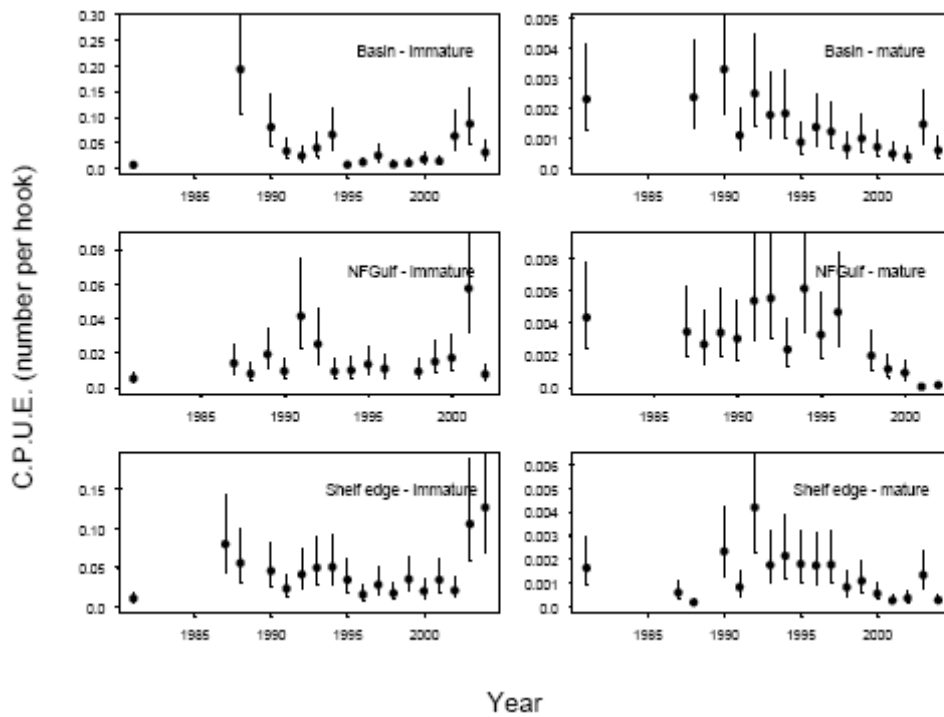 C.P.U.E. (number per hook)
Basin - Immature
0.30
0.25
0.20
0.15
0.10
0.05
0.0
1985 1990 1995 2000
Basin - mature
0.005
0.004
0.003
0.002
0.001
0.0
1985 1990 1995 2000
NFGulf - Immature
0.08
0.06
0.04
0.02
0.0
1985 1990 1995 2000
NFGulf - mature
0.008
0.006
0.004
0.002
0.000
1985 1990 1995 2000
Shelf edge - Immature
0.15
0.10
0.05
0.00
1985 1990 1995 2000
Shelf edge - mature
0.006
0.005
0.004
0.003
0.002
0.001
0.000
1985 1990 1995 2000
Year